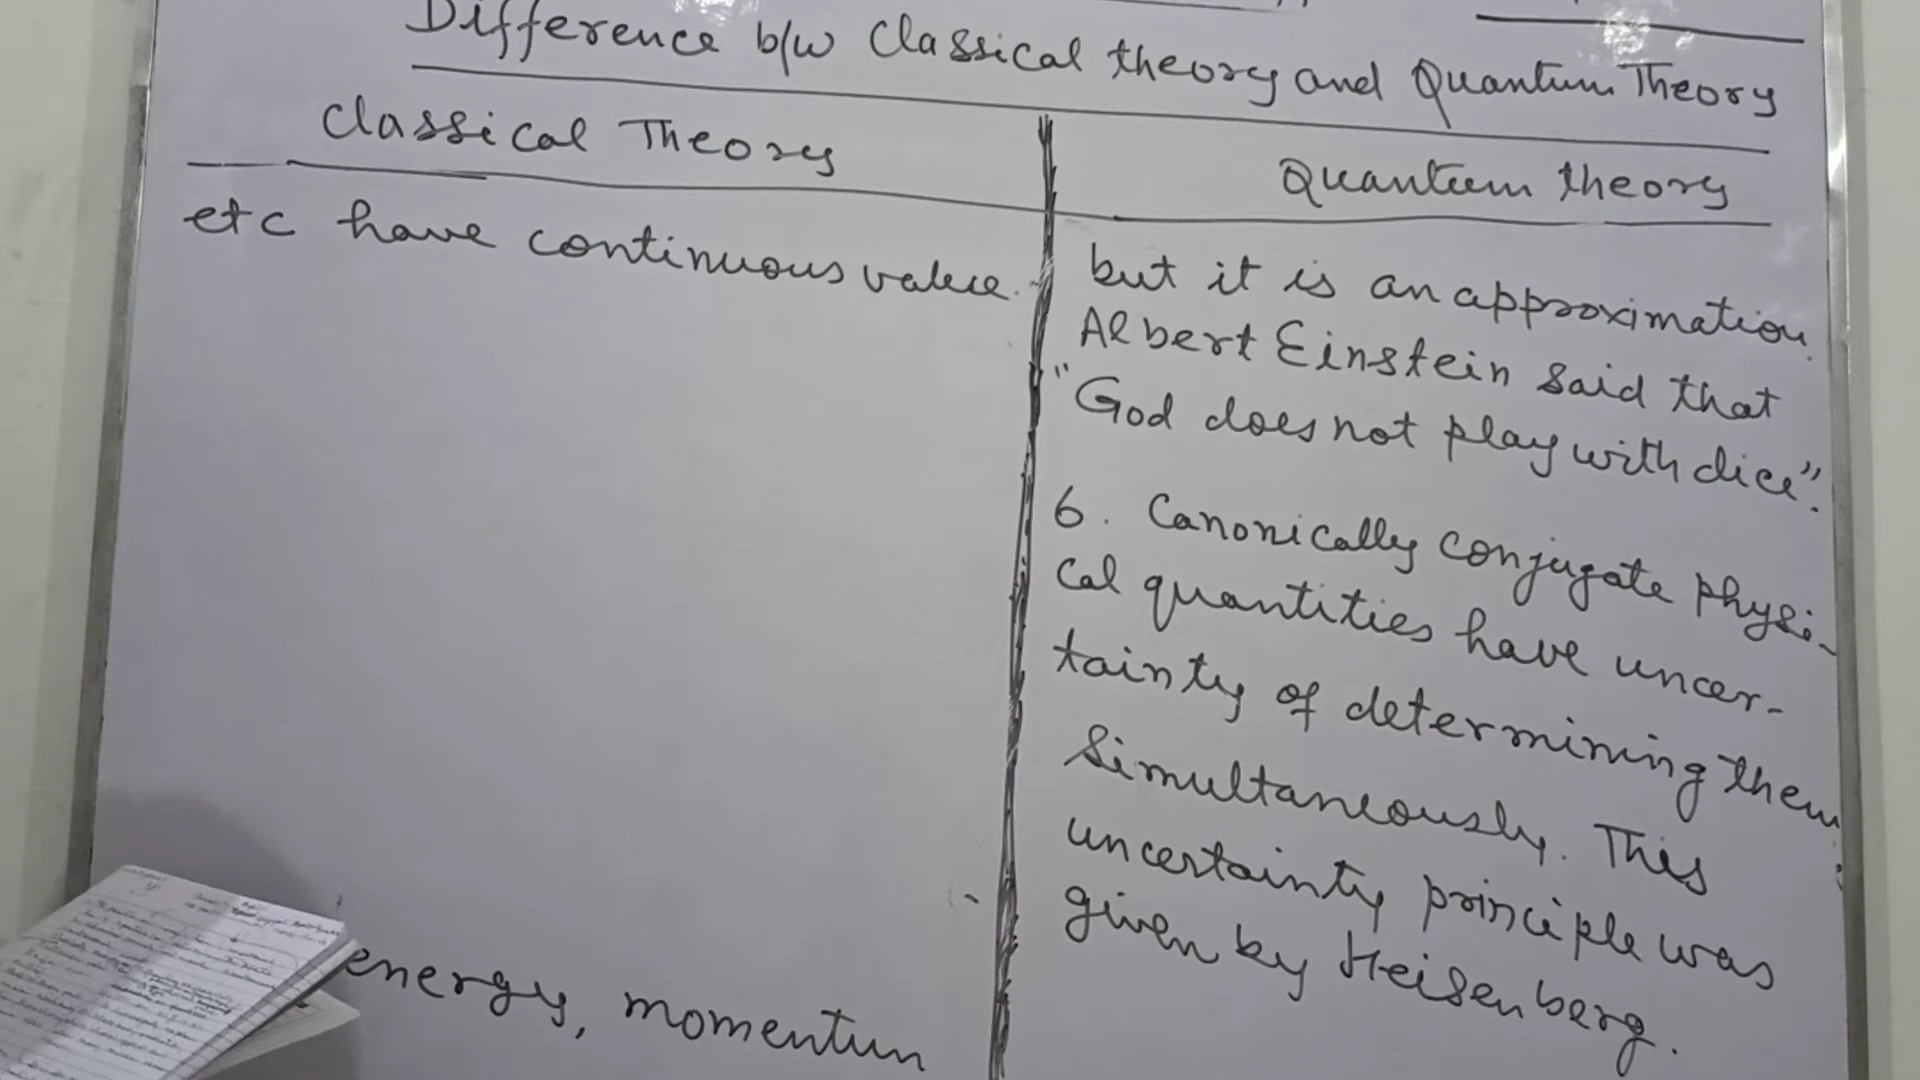 Difference b/w Classical theory and Quantum Theory
Classical Theory
etc have continuous value.
energy, momentum
Quantum theory
but it is an approximation.
Albert Einstein said that
"God does not play with dice".
6. Canonically conjugate physi-
cal quantities have uncer-
tainty of determining them
simultaneously. This
uncertainty principle was
given by Heisenberg.